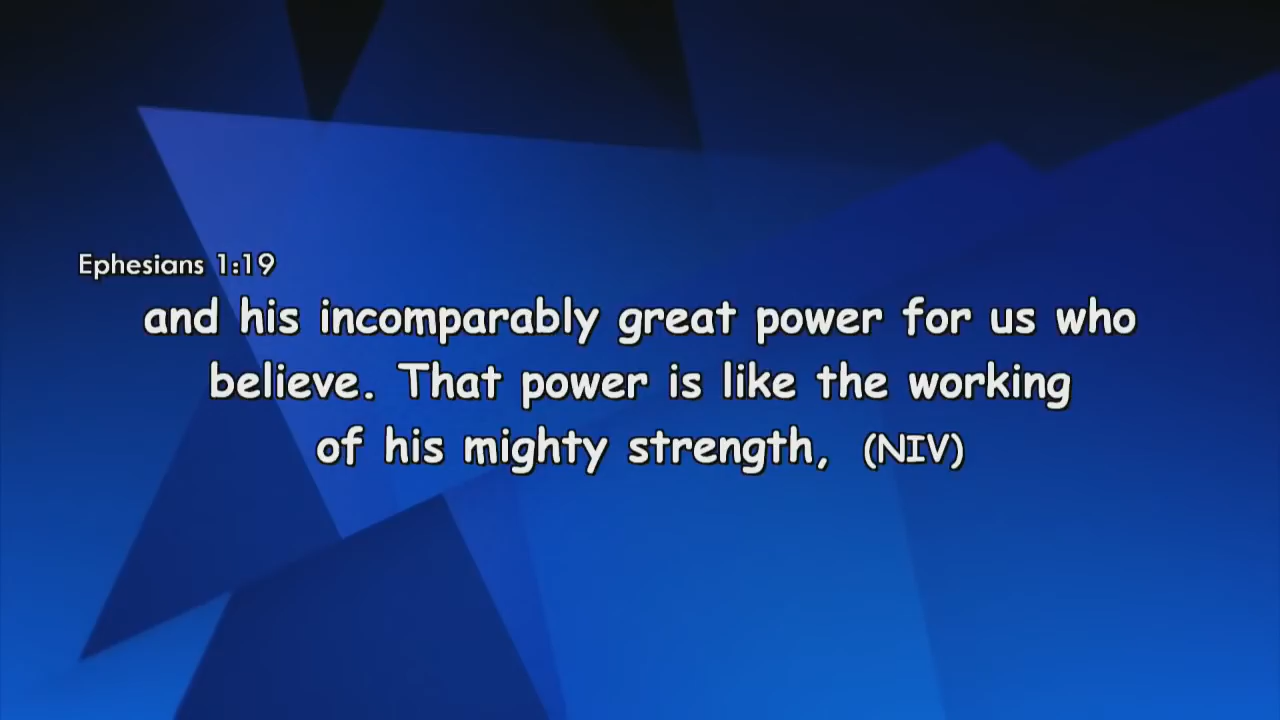 Ephesians 1:19
and his incomparably great power for us who
believe. That power is like the working
of his mighty strength, (NIV)